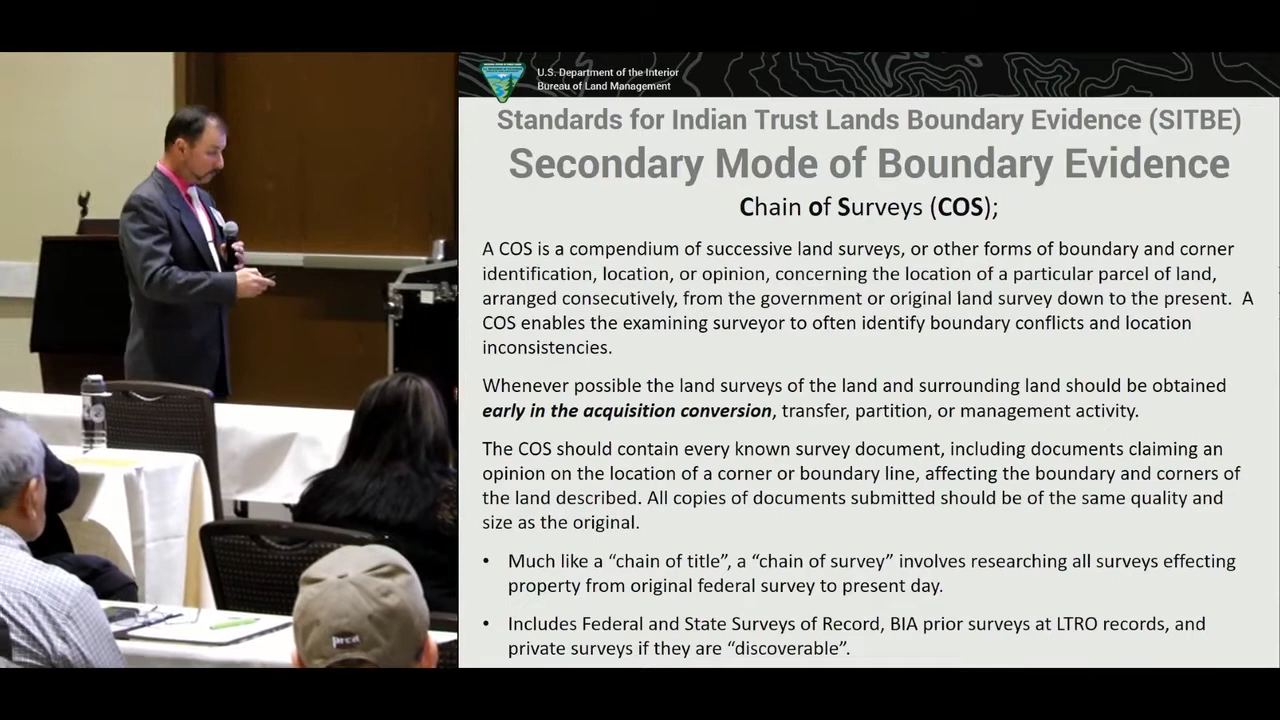 U.S. Department of the Interior
Bureau of Land Management
Standards for Indian Trust Lands Boundary Evidence (SITBE)
Secondary Mode of Boundary Evidence
Chain of Surveys (COS);
A COS is a compendium of successive land surveys, or other forms of boundary and corner
identification, location, or opinion, concerning the location of a particular parcel of land,
arranged consecutively, from the government or original land survey down to the present. A
COS enables the examining surveyor to often identify boundary conflicts and location
inconsistencies.
Whenever possible the land surveys of the land and surrounding land should be obtained
early in the acquisition conversion, transfer, partition, or management activity.
The COS should contain every known survey document, including documents claiming an
opinion on the location of a corner or boundary line, affecting the boundary and corners of
the land described. All copies of documents submitted should be of the same quality and
size as the original.
• Much like a “chain of title”, a “chain of survey” involves researching all surveys effecting
property from original federal survey to present day.
• Includes Federal and State Surveys of Record, BIA prior surveys at LTRO records, and
private surveys if they are “discoverable”.